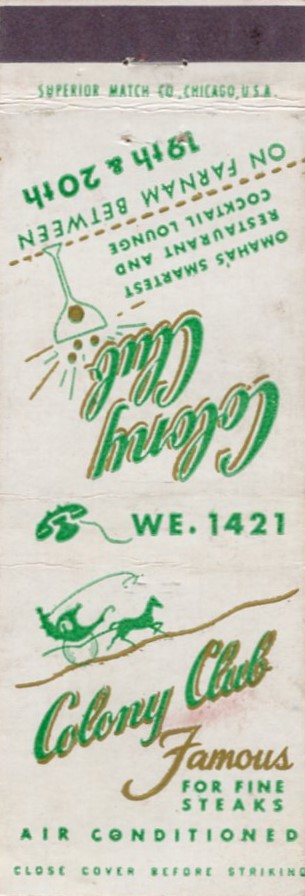 SUPERIOR MATCH CO., CHICAGO, U.S.A.
Colony
Club
OMAHA'S SMARTEST
RESTAURANT AND
COCKTAIL LOUNGE
ON FARNAM BETWEEN
19th & 20th
WE. 1421
Colony Club
Famous
FOR FINE
STEAKS
AIR CONDITIONED
CLOSE COVER BEFORE STRIKIN